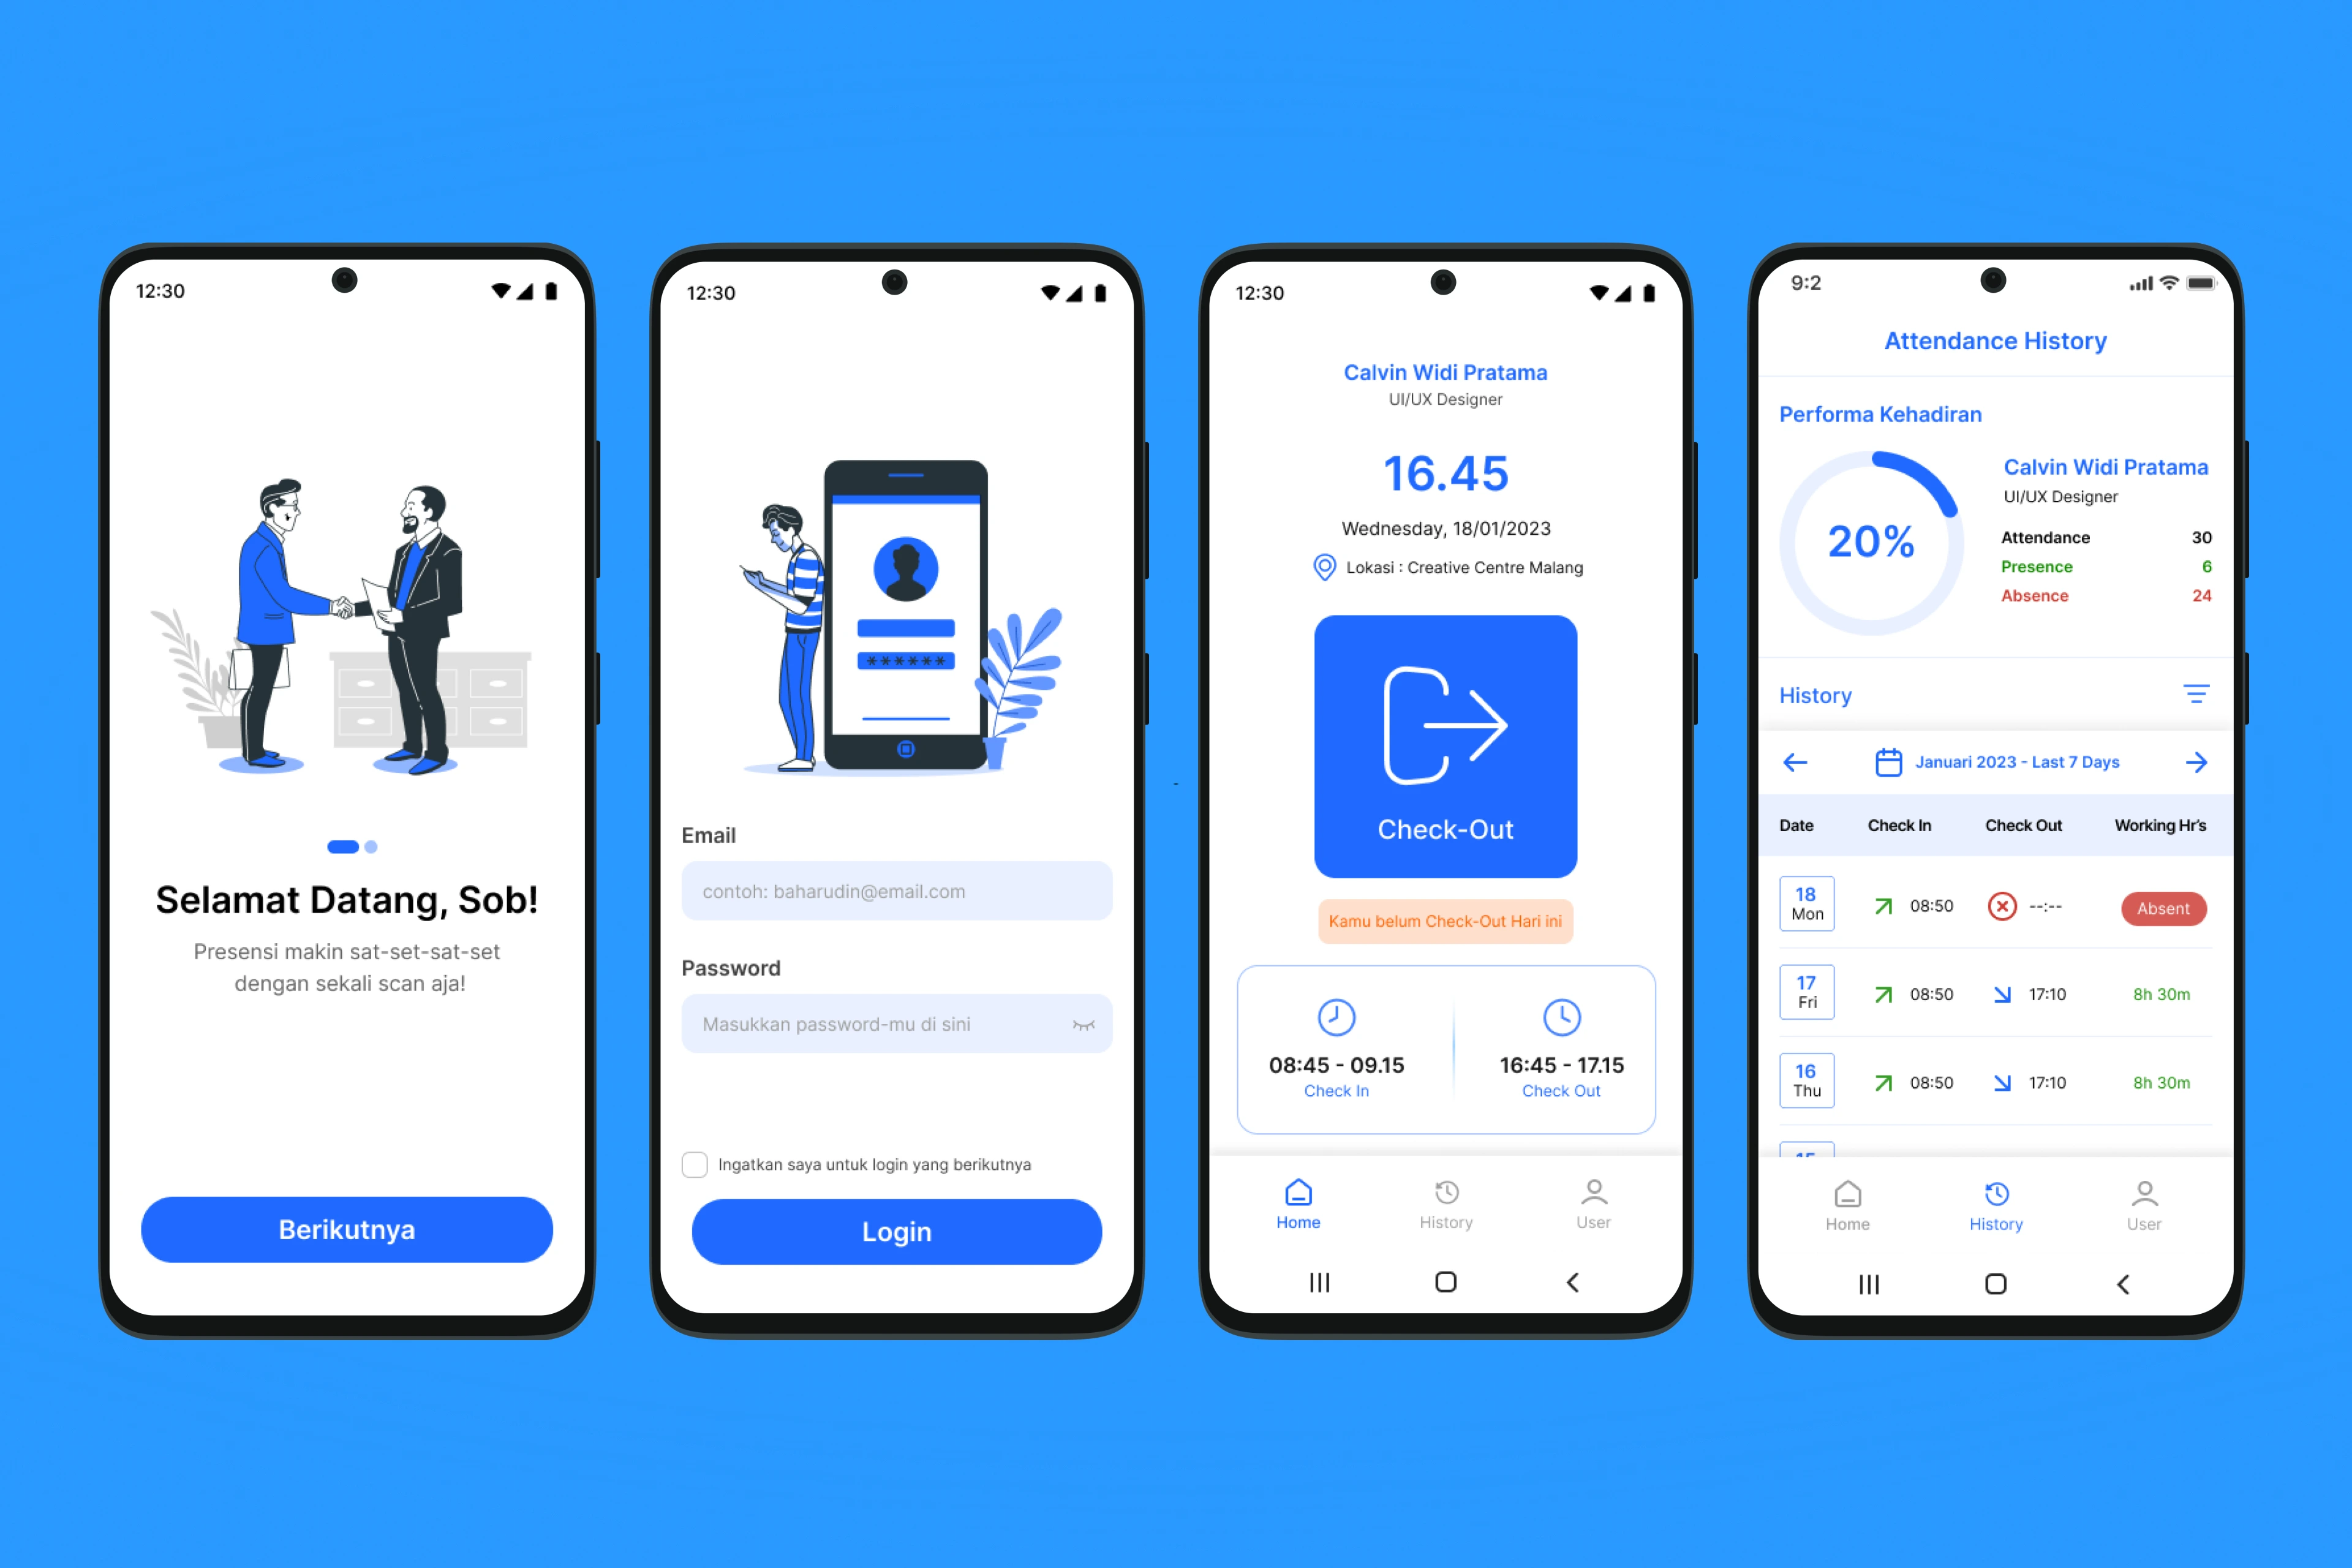 12:30
Selamat Datang, Sob!
Presensi makin sat-set-sat-set
dengan sekali scan aja!
Berikutnya
12:30
******
Email
contoh: baharudin@email.com
Password
Masukkan password-mu di sini
Ingatkan saya untuk login yang berikutnya
Login
12:30
Calvin Widi Pratama
UI/UX Designer
16.45
Wednesday, 18/01/2023
Lokasi : Creative Centre Malang
Check-Out
Kamu belum Check-Out Hari ini
08:45 - 09.15 16:45 - 17.15
Check In Check Out
Home History User
9:2
Attendance History
Performa Kehadiran
20%
Calvin Widi Pratama
UI/UX Designer
Attendance 30
Presence 6
Absence 24
History
Januari 2023 - Last 7 Days
Date Check In Check Out Working Hr's
18 Mon 08:50 --:-- Absent
17 Fri 08:50 17:10 8h 30m
16 Thu 08:50 17:10 8h 30m
Home History User